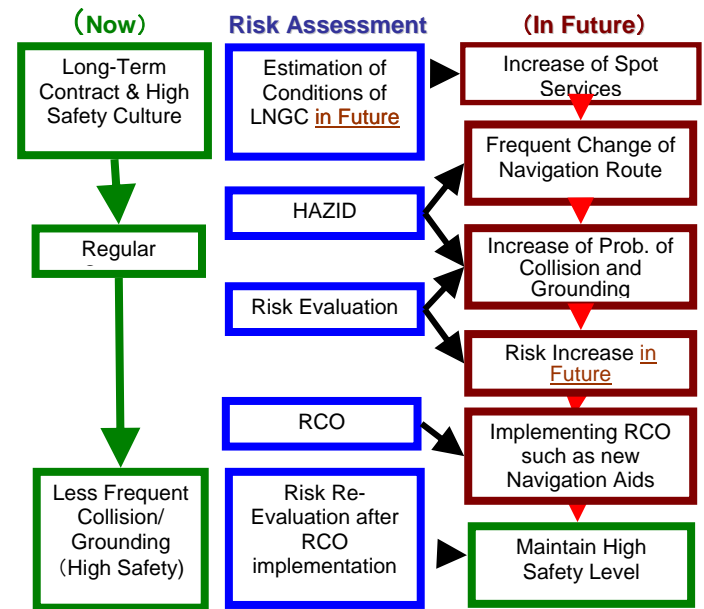 （Now） Risk Assessment （In Future）
Long-Term
Contract & High
Safety Culture
Regular
Less Frequent
Collision/
Grounding
（High Safety）
Estimation of
Conditions of
LNGC in Future
HAZID
Risk Evaluation
RCO
Risk Re-
Evaluation after
RCO
implementation
Increase of Spot
Services
Frequent Change of
Navigation Route
Increase of Prob. of
Collision and
Grounding
Risk Increase in
Future
Implementing RCO
such as new
Navigation Aids
Maintain High
Safety Level